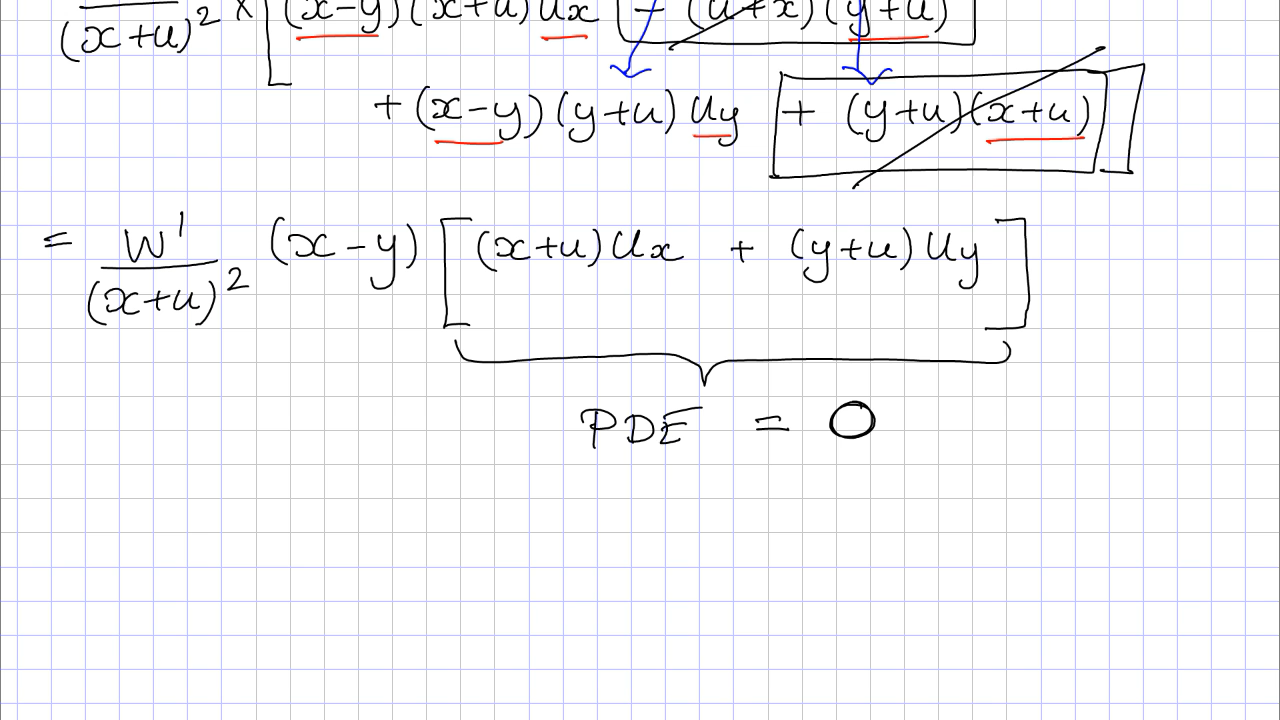 (x+u)² × [(x-y)(x+u)Ux - (u+x)(y+u)
+ (x-y)(y+u)Uy + (y+u)(x+u)]
= W' / (x+u)² (x-y) [(x+u)Ux + (y+u)Uy]
PDE = 0